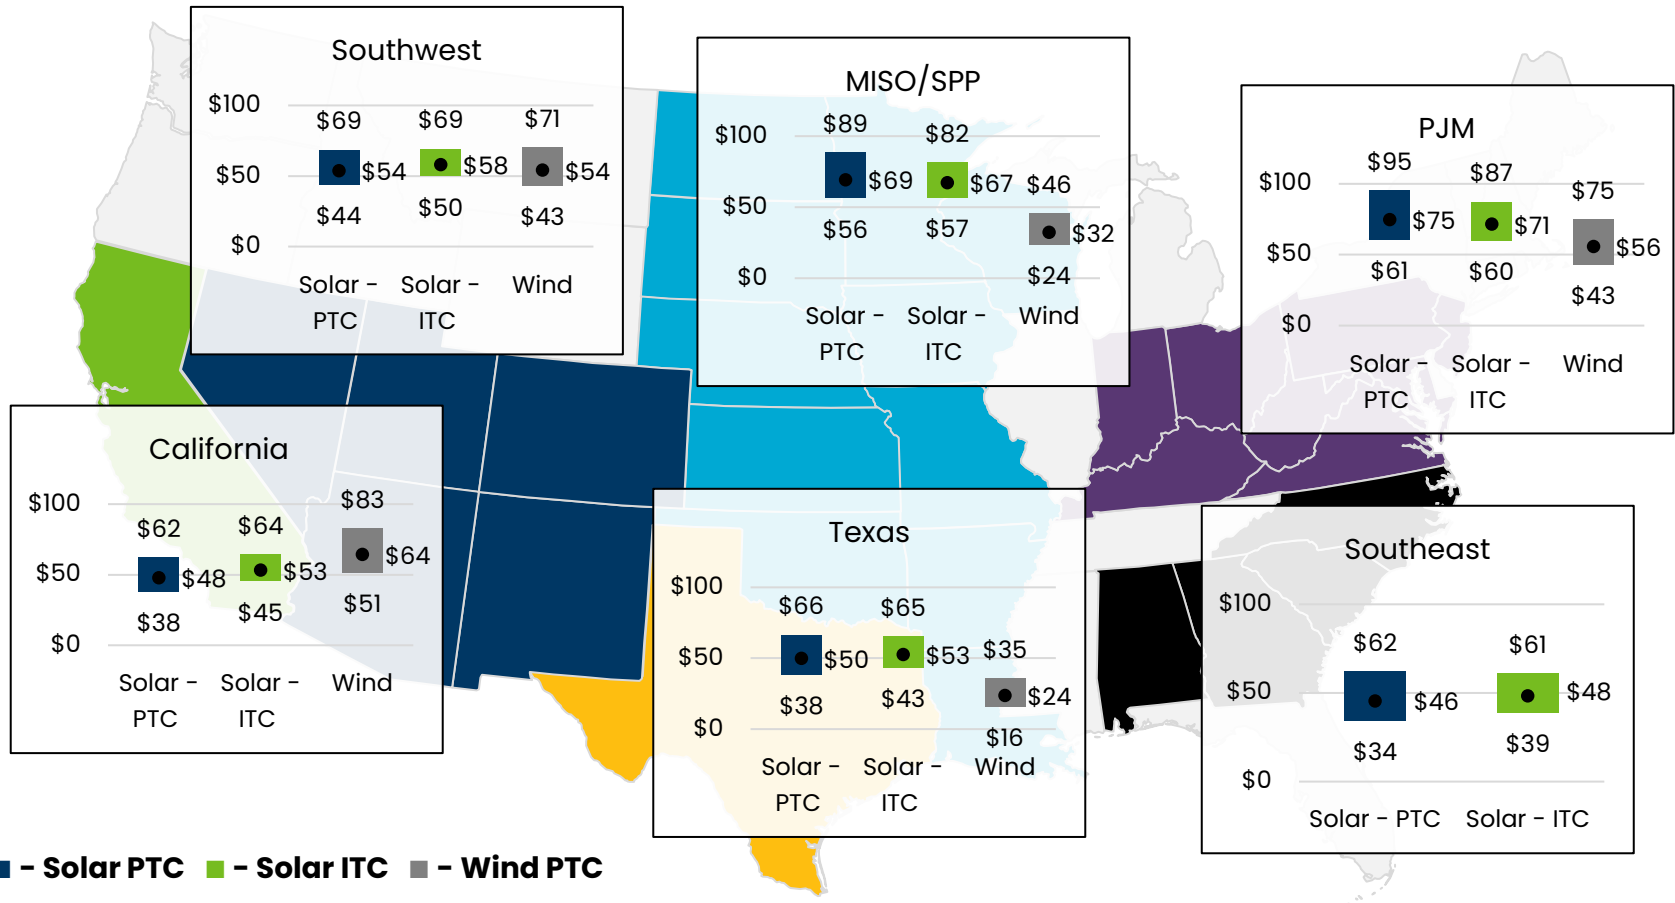 Southwest
$100
$69
$69
$71
$50
$54
$58
$54
$44
$50
$43
$0
Solar -
PTC
Solar -
ITC
Wind
MISO/SPP
$100
$89
$82
$46
$50
$69
$67
$32
$56
$57
$24
$0
Solar -
PTC
Solar -
ITC
Wind
PJM
$95
$87
$75
$100
$75
$71
$56
$50
$61
$60
$43
$0
Solar -
PTC
Solar -
ITC
Wind
California
$100
$62
$64
$83
$50
$48
$53
$64
$38
$45
$51
$0
Solar -
PTC
Solar -
ITC
Wind
Texas
$100
$66
$65
$35
$50
$50
$53
$24
$38
$43
$16
$0
Solar -
PTC
Solar -
ITC
Wind
Southeast
$100
$62
$61
$50
$46
$48
$34
$39
$0
Solar - PTC
Solar - ITC
- Solar PTC
- Solar ITC
- Wind PTC